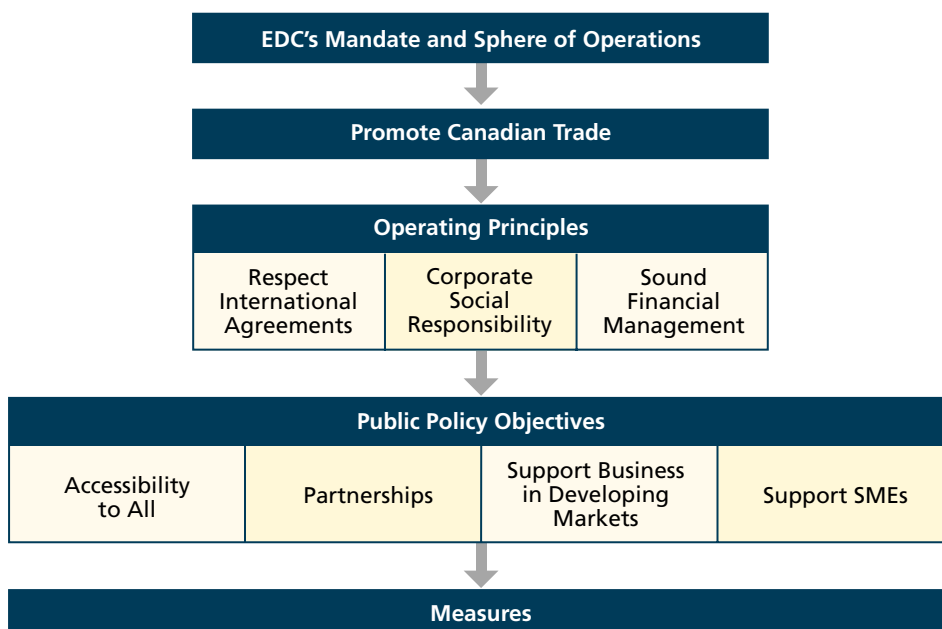 EDC's Mandate and Sphere of Operations
Promote Canadian Trade
Operating Principles
Respect
International
Agreements
Corporate
Social
Responsibility
Sound
Financial
Management
Public Policy Objectives
Accessibility
to All
Partnerships
Support Business
in Developing
Markets
Support SMEs
Measures